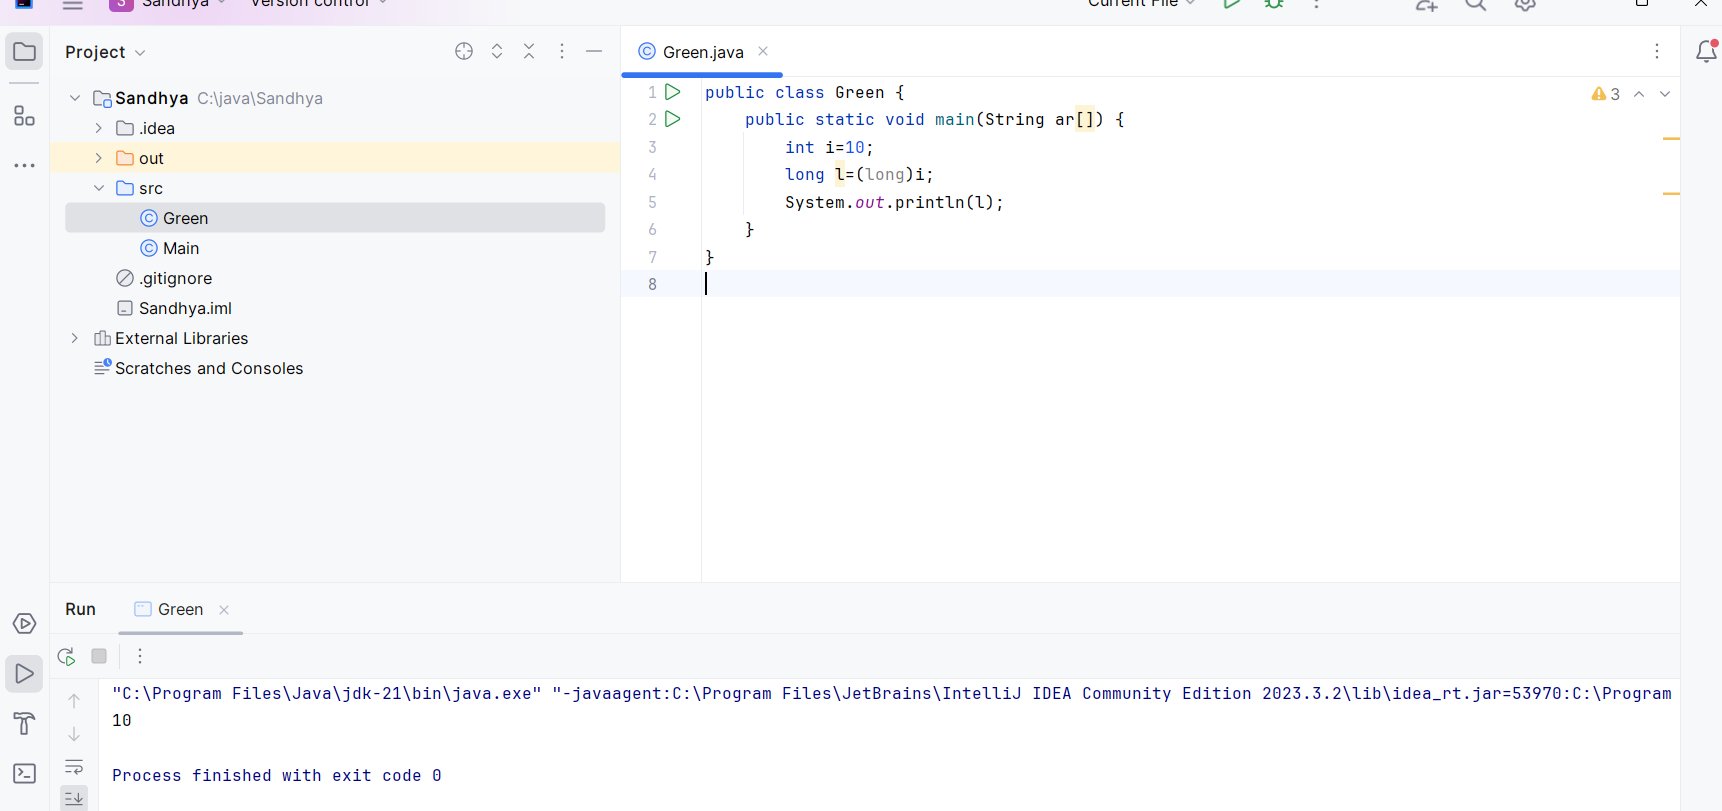 S Sandhya Version control Current File
Project
Green.java
Sandhya C:\java\Sandhya
.idea
out
src
Green
Main
.gitignore
Sandhya.iml
External Libraries
Scratches and Consoles
3
1 public class Green {
2 public static void main(String ar[]) {
3 int i=10;
4 long l=(long)i;
5 System.out.println(l);
6 }
7 }
8
Run Green
"C:\Program Files\Java\jdk-21\bin\java.exe" "-javaagent:C:\Program Files\JetBrains\IntelliJ IDEA Community Edition 2023.3.2\lib\idea_rt.jar=53970:C:\Program
10
Process finished with exit code 0